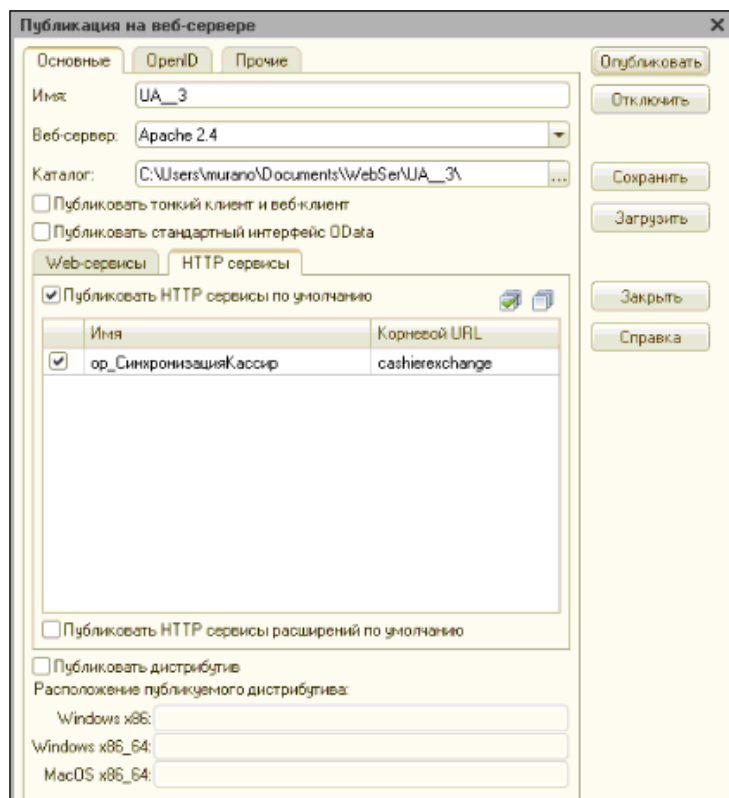 Публикация на веб-сервере
Основные OpenID Прочие
Опубликовать
Имя: UA__3
Отключить
Веб-сервер: Apache 2.4
Каталог: C:\Users\murano\Documents\WebSer\UA__3\ ...
Сохранить
Публиковать тонкий клиент и веб-клиент
Загрузить
Публиковать стандартный интерфейс OData
Web-сервисы HTTP сервисы
Публиковать HTTP сервисы по умолчанию
Закрыть
Имя Корневой URL
Справка
ор_СинхронизацияКассир cashierexchange
Публиковать HTTP сервисы расширений по умолчанию
Публиковать дистрибутив
Расположение публикуемого дистрибутива:
Windows x86:
Windows x86_64:
MacOS x86_64: